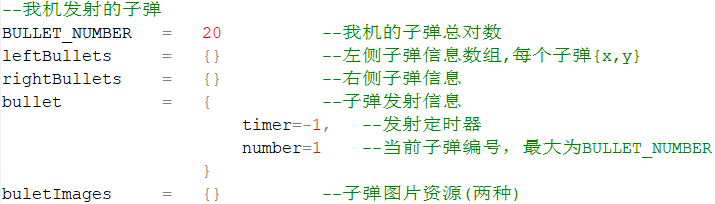 --我机发射的子弹
BULLET_NUMBER = 20 --我机的子弹总对数
leftBullets = {} --左侧子弹信息数组,每个子弹{x,y}
rightBullets = {} --右侧子弹信息
bullet = { --子弹发射信息
timer=-1, --发射定时器
number=1 --当前子弹编号，最大为BULLET_NUMBER
}
buletImages = {} --子弹图片资源(两种)